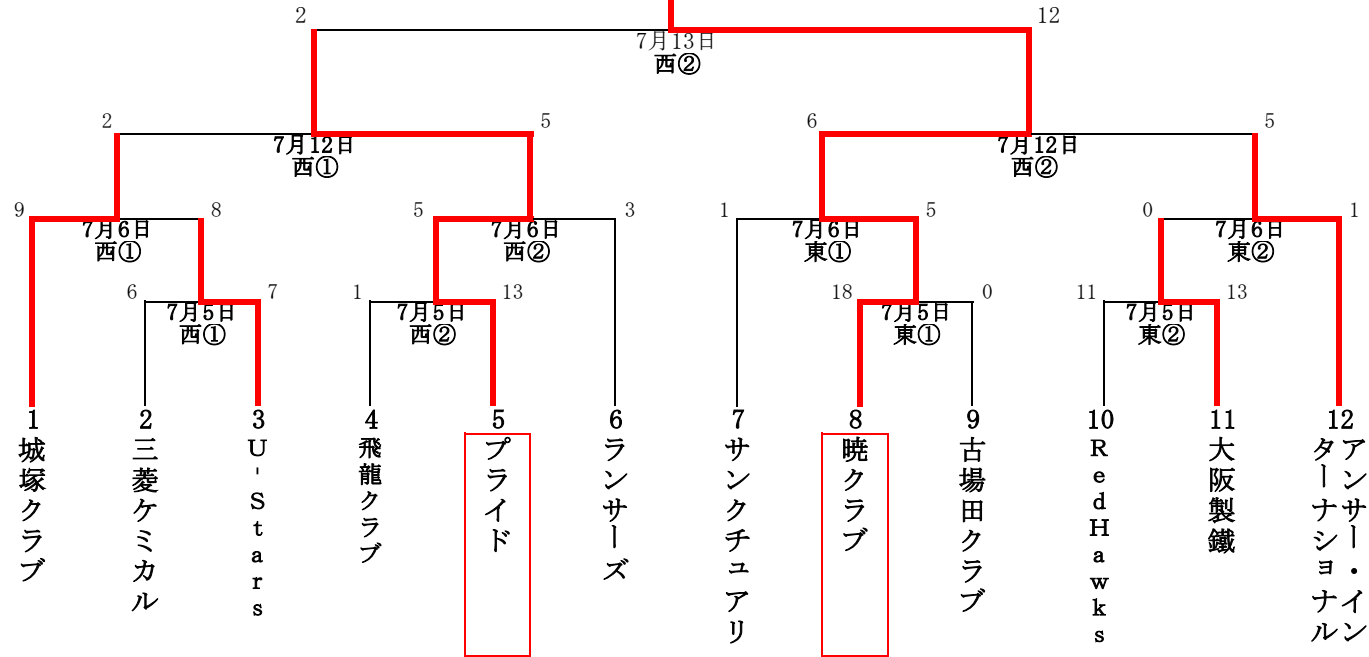 2
12
7月13日
西②
2
5
6
5
7月12日
西①
7月12日
西②
9
8
5
3
1
5
0
1
7月6日
西①
7月6日
西②
7月6日
東①
7月6日
東②
6
7
1
13
18
0
11
13
7月5日
西①
7月5日
西②
7月5日
東①
7月5日
東②
1
城塚クラブ
2
三菱ケミカル
3
U-Stars
4
飛龍クラブ
5
プライド
6
ランサーズ
7
サンクチュアリ
8
暁クラブ
9
古場田クラブ
10
RedHawks
11
大阪製鐵
12
アンサー・イン
ターナショナル